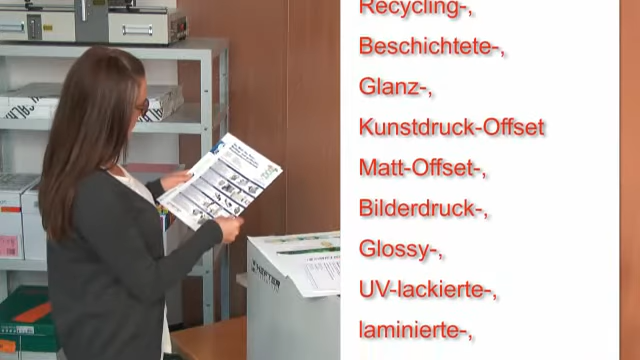 Recycling-,
Beschichtete-,
Glanz-,
Kunstdruck-Offset
Matt-Offset-,
Bilderdruck-,
Glossy-,
UV-lackierte-,
laminierte-,